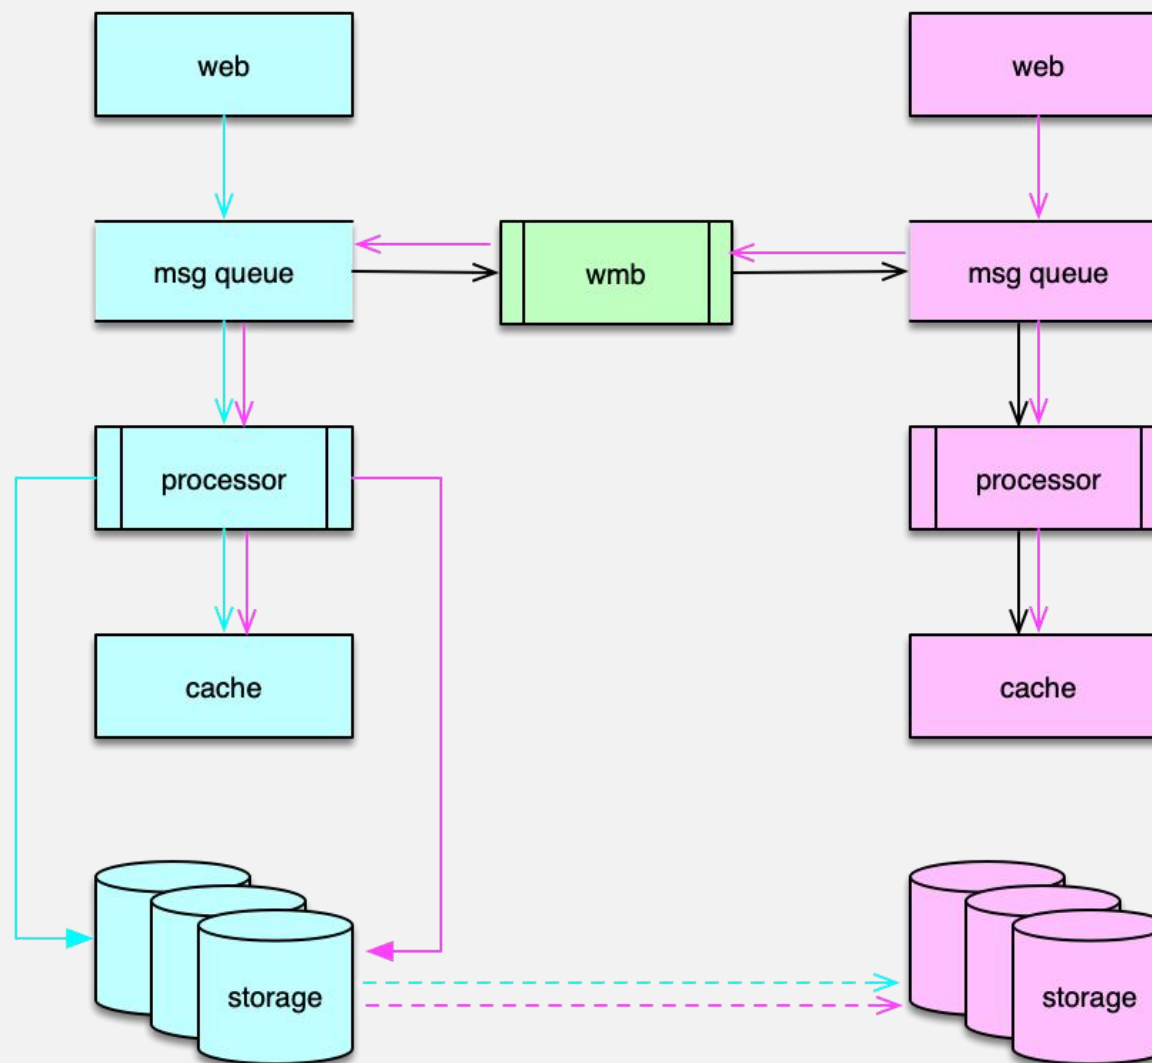 web
web
msg queue
wmb
msg queue
processor
processor
cache
cache
storage
storage